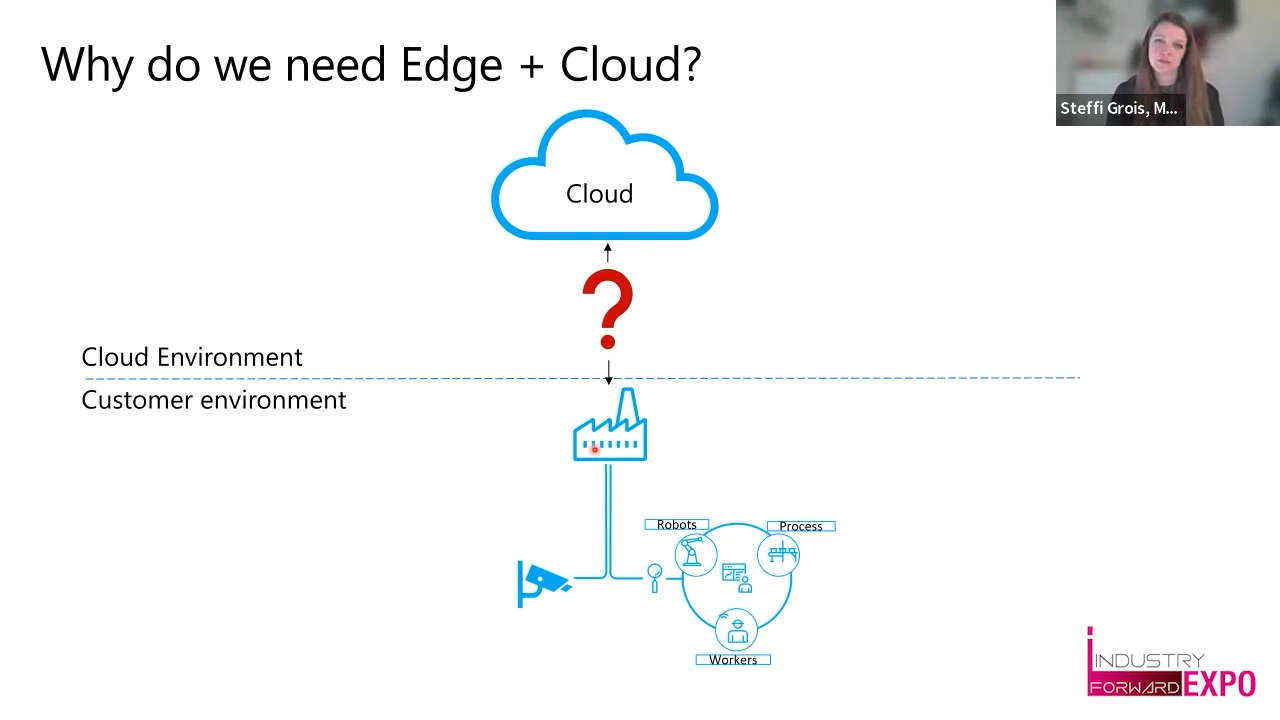 Why do we need Edge + Cloud?
Steffi Grois, M...
Cloud
?
Cloud Environment
Customer environment
Robots
Process
Workers
INDUSTRY
FORWARD EXPO